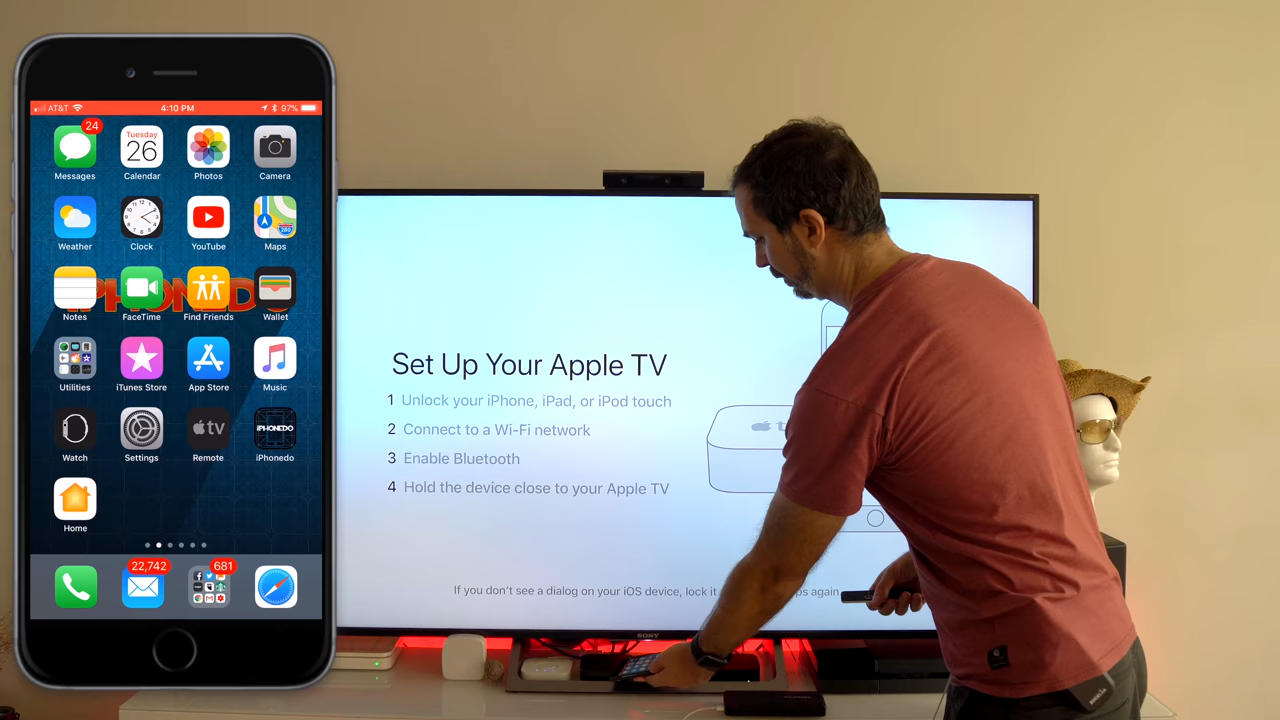 AT&T 4:10 PM 97%
24
Tuesday
26
Messages Calendar Photos Camera
280
Weather Clock YouTube Maps
IPHONEDO
Notes FaceTime Find Friends Wallet
Utilities iTunes Store App Store Music
tv
IPHONEDO
Watch Settings Remote iPhonedo
Home
22,742 681
Set Up Your Apple TV
1 Unlock your iPhone, iPad, or iPod touch
2 Connect to a Wi-Fi network
3 Enable Bluetooth
4 Hold the device close to your Apple TV
If you don't see a dialog on your iOS device, lock it
ps again
SONY